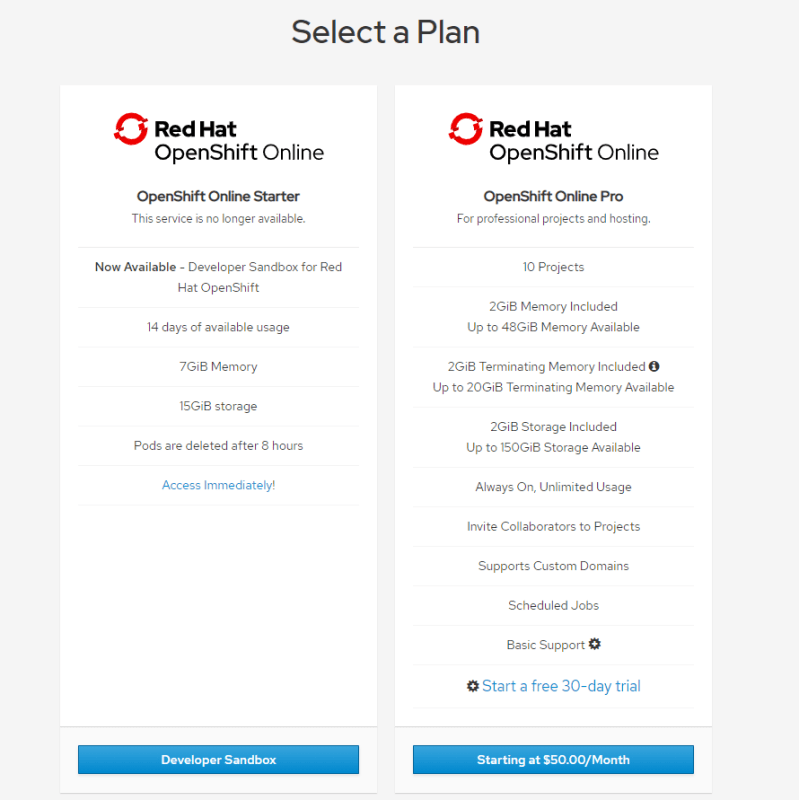 Select a Plan
Red Hat
OpenShift Online
OpenShift Online Starter
This service is no longer available.
Now Available - Developer Sandbox for Red
Hat OpenShift
14 days of available usage
7GiB Memory
15GiB storage
Pods are deleted after 8 hours
Access Immediately!
Developer Sandbox
Red Hat
OpenShift Online
OpenShift Online Pro
For professional projects and hosting.
10 Projects
2GiB Memory Included
Up to 48GiB Memory Available
2GiB Terminating Memory Included
Up to 20GiB Terminating Memory Available
2GiB Storage Included
Up to 150GiB Storage Available
Always On, Unlimited Usage
Invite Collaborators to Projects
Supports Custom Domains
Scheduled Jobs
Basic Support
Start a free 30-day trial
Starting at $50.00/Month